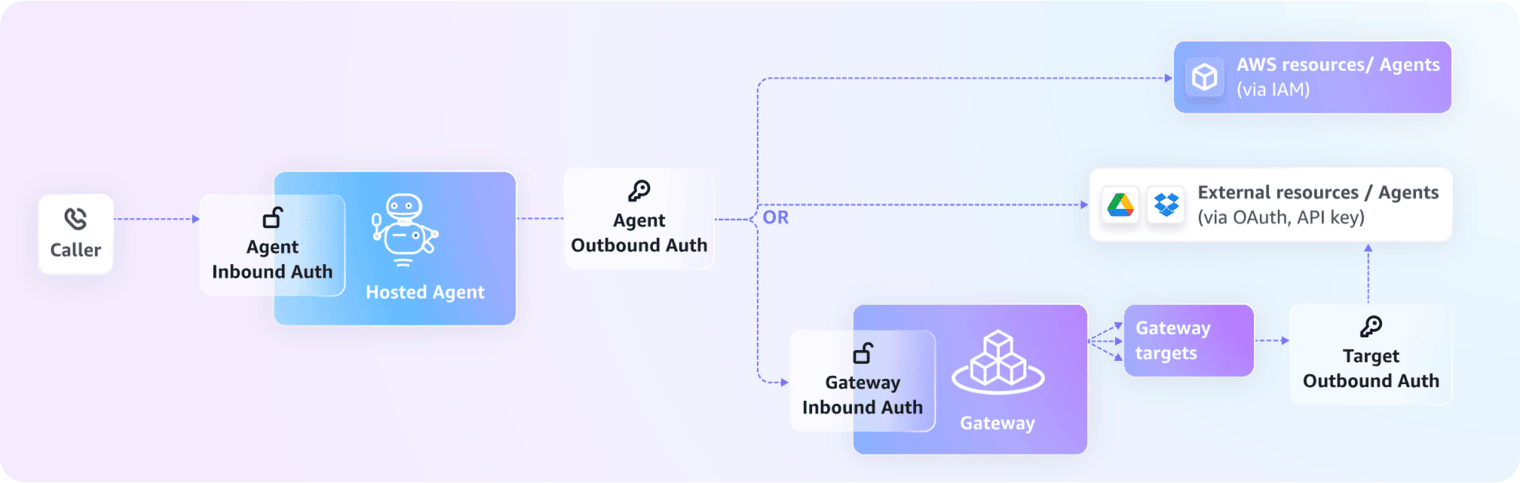 Caller
Agent
Inbound Auth
Hosted Agent
Agent
Outbound Auth
OR
AWS resources/ Agents
(via IAM)
External resources / Agents
(via OAuth, API key)
Gateway
Inbound Auth
Gateway
Gateway
targets
Target
Outbound Auth